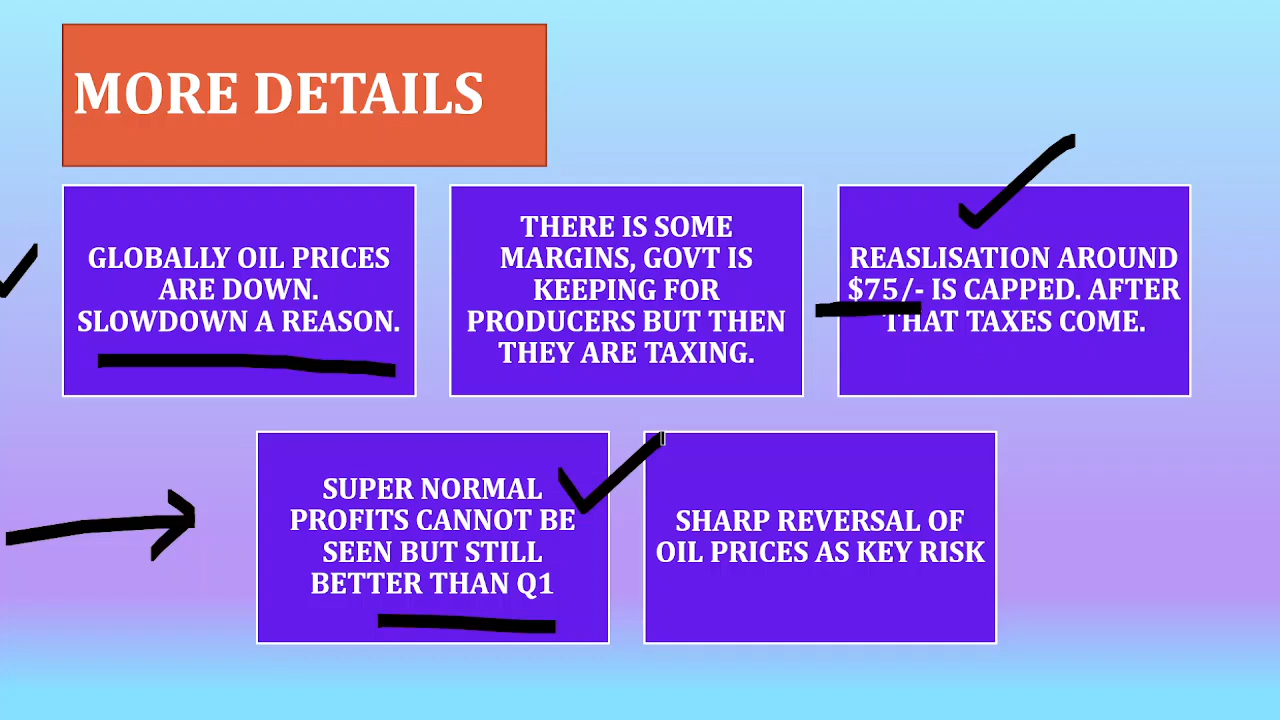 MORE DETAILS
GLOBALLY OIL PRICES
ARE DOWN.
SLOWDOWN A REASON.
THERE IS SOME
MARGINS, GOVT IS
KEEPING FOR
PRODUCERS BUT THEN
THEY ARE TAXING.
REASLISATION AROUND
$75/- IS CAPPED. AFTER
THAT TAXES COME.
SUPER NORMAL
PROFITS CANNOT BE
SEEN BUT STILL
BETTER THAN Q1
SHARP REVERSAL OF
OIL PRICES AS KEY RISK